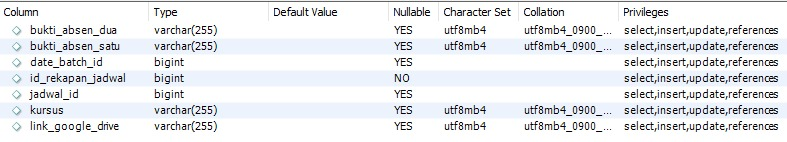 Column Type Default Value Nullable Character Set Collation Privileges
bukti_absen_dua varchar(255) YES utf8mb4 utf8mb4_0900_... select,insert,update,references
bukti_absen_satu varchar(255) YES utf8mb4 utf8mb4_0900_... select,insert,update,references
date_batch_id bigint YES select,insert,update,references
id_rekapan_jadwal bigint NO select,insert,update,references
jadwal_id bigint YES select,insert,update,references
kursus varchar(255) YES utf8mb4 utf8mb4_0900_... select,insert,update,references
link_google_drive varchar(255) YES utf8mb4 utf8mb4_0900_... select,insert,update,references